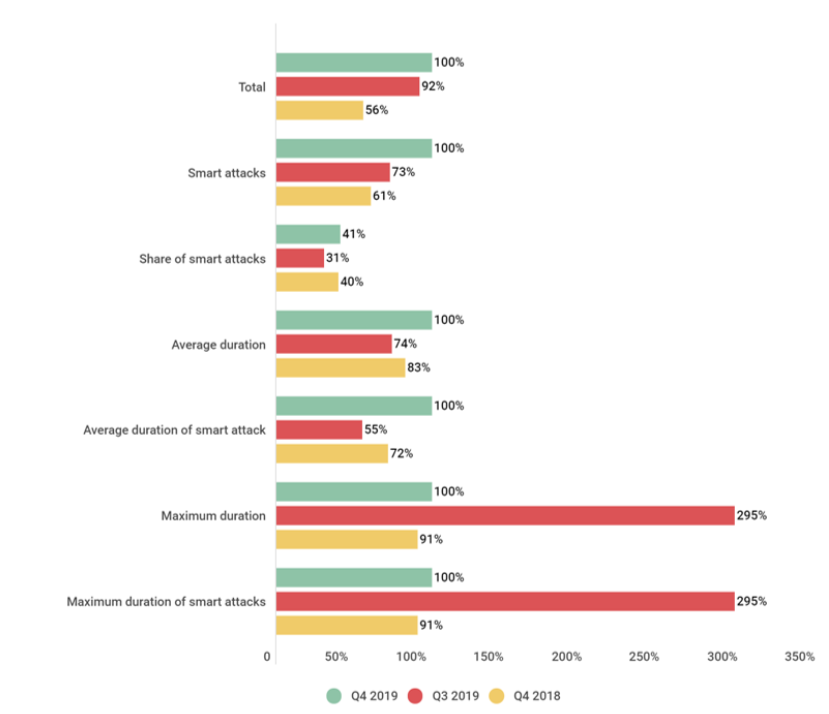 100%
Total 92%
56%
100%
Smart attacks 73%
61%
41%
Share of smart attacks 31%
40%
100%
Average duration 74%
83%
100%
Average duration of smart attack 55%
72%
100%
Maximum duration 295%
91%
100%
Maximum duration of smart attacks 295%
91%
0 50% 100% 150% 200% 250% 300% 350%
Q4 2019 Q3 2019 Q4 2018